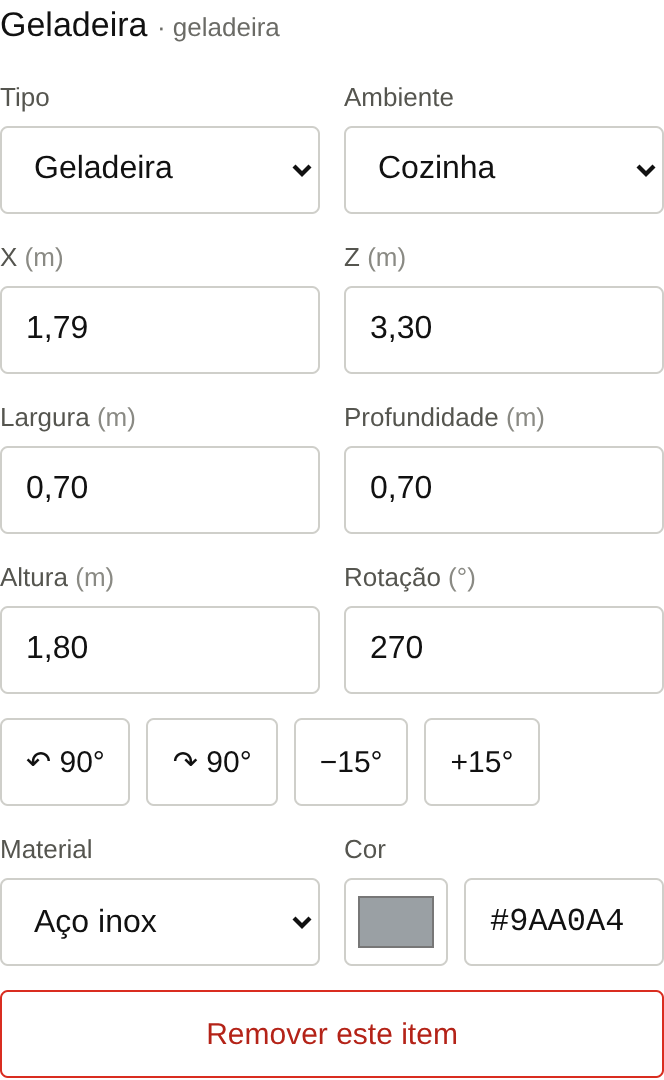 Geladeira · geladeira
Tipo Ambiente
Geladeira Cozinha
X (m) Z (m)
1,79 3,30
Largura (m) Profundidade (m)
0,70 0,70
Altura (m) Rotação (°)
1,80 270
↶ 90° ↷ 90° −15° +15°
Material Cor
Aço inox #9AA0A4
Remover este item